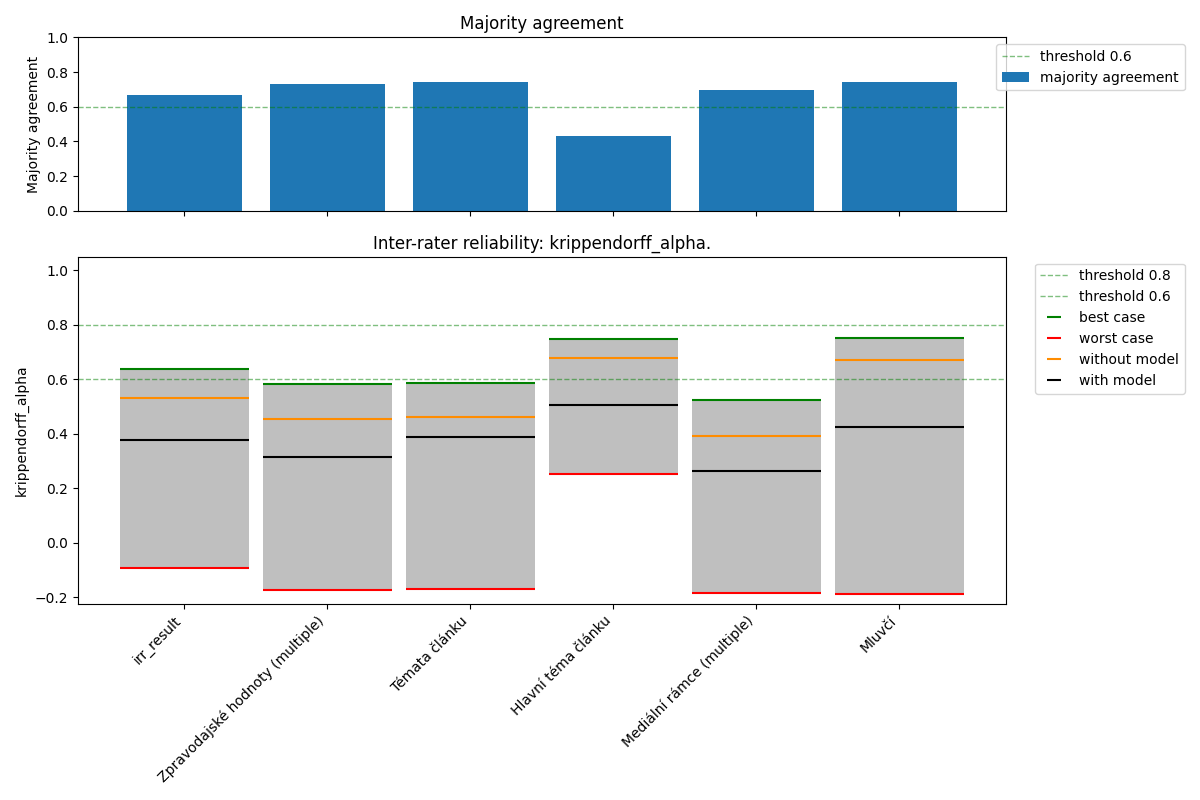 Majority agreement
Majority agreement
1.0
0.8
0.6
0.4
0.2
0.0
threshold 0.6
majority agreement
Inter-rater reliability: krippendorff_alpha.
krippendorff_alpha
1.0
0.8
0.6
0.4
0.2
0.0
−0.2
threshold 0.8
threshold 0.6
best case
worst case
without model
with model
irr_result
Zpravodajské hodnoty (multiple)
Témata článku
Hlavní téma článku
Mediální rámce (multiple)
Mluvčí